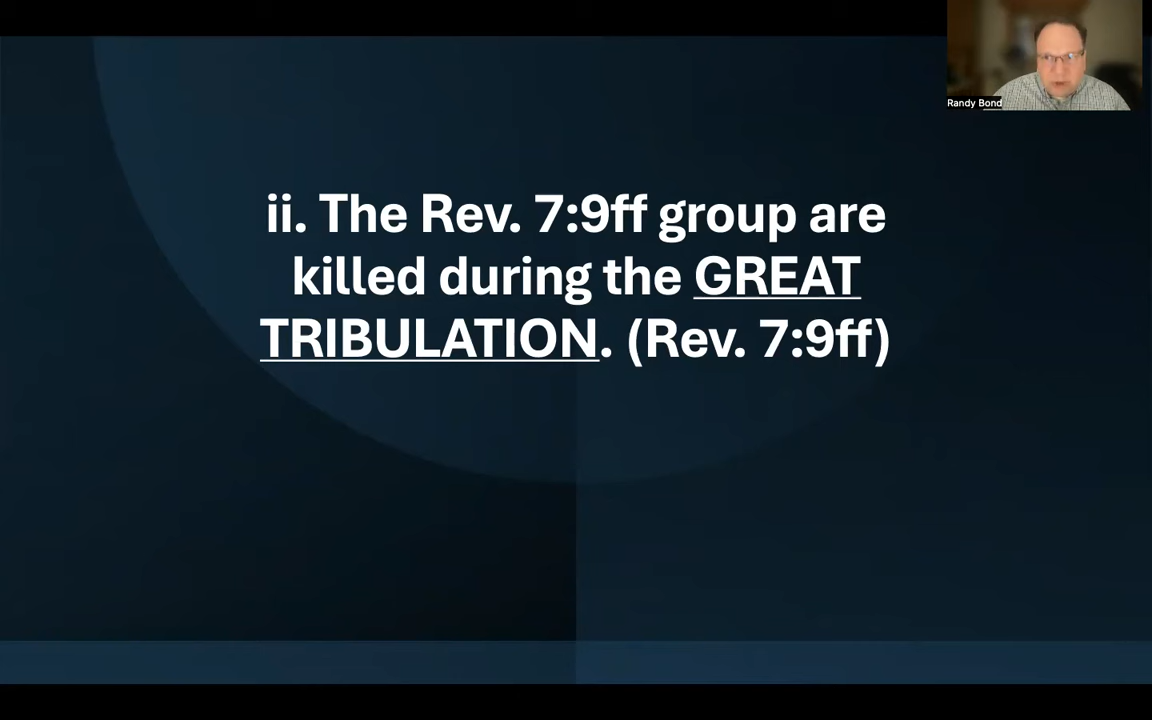 Randy Bond
ii. The Rev. 7:9ff group are
killed during the GREAT
TRIBULATION. (Rev. 7:9ff)